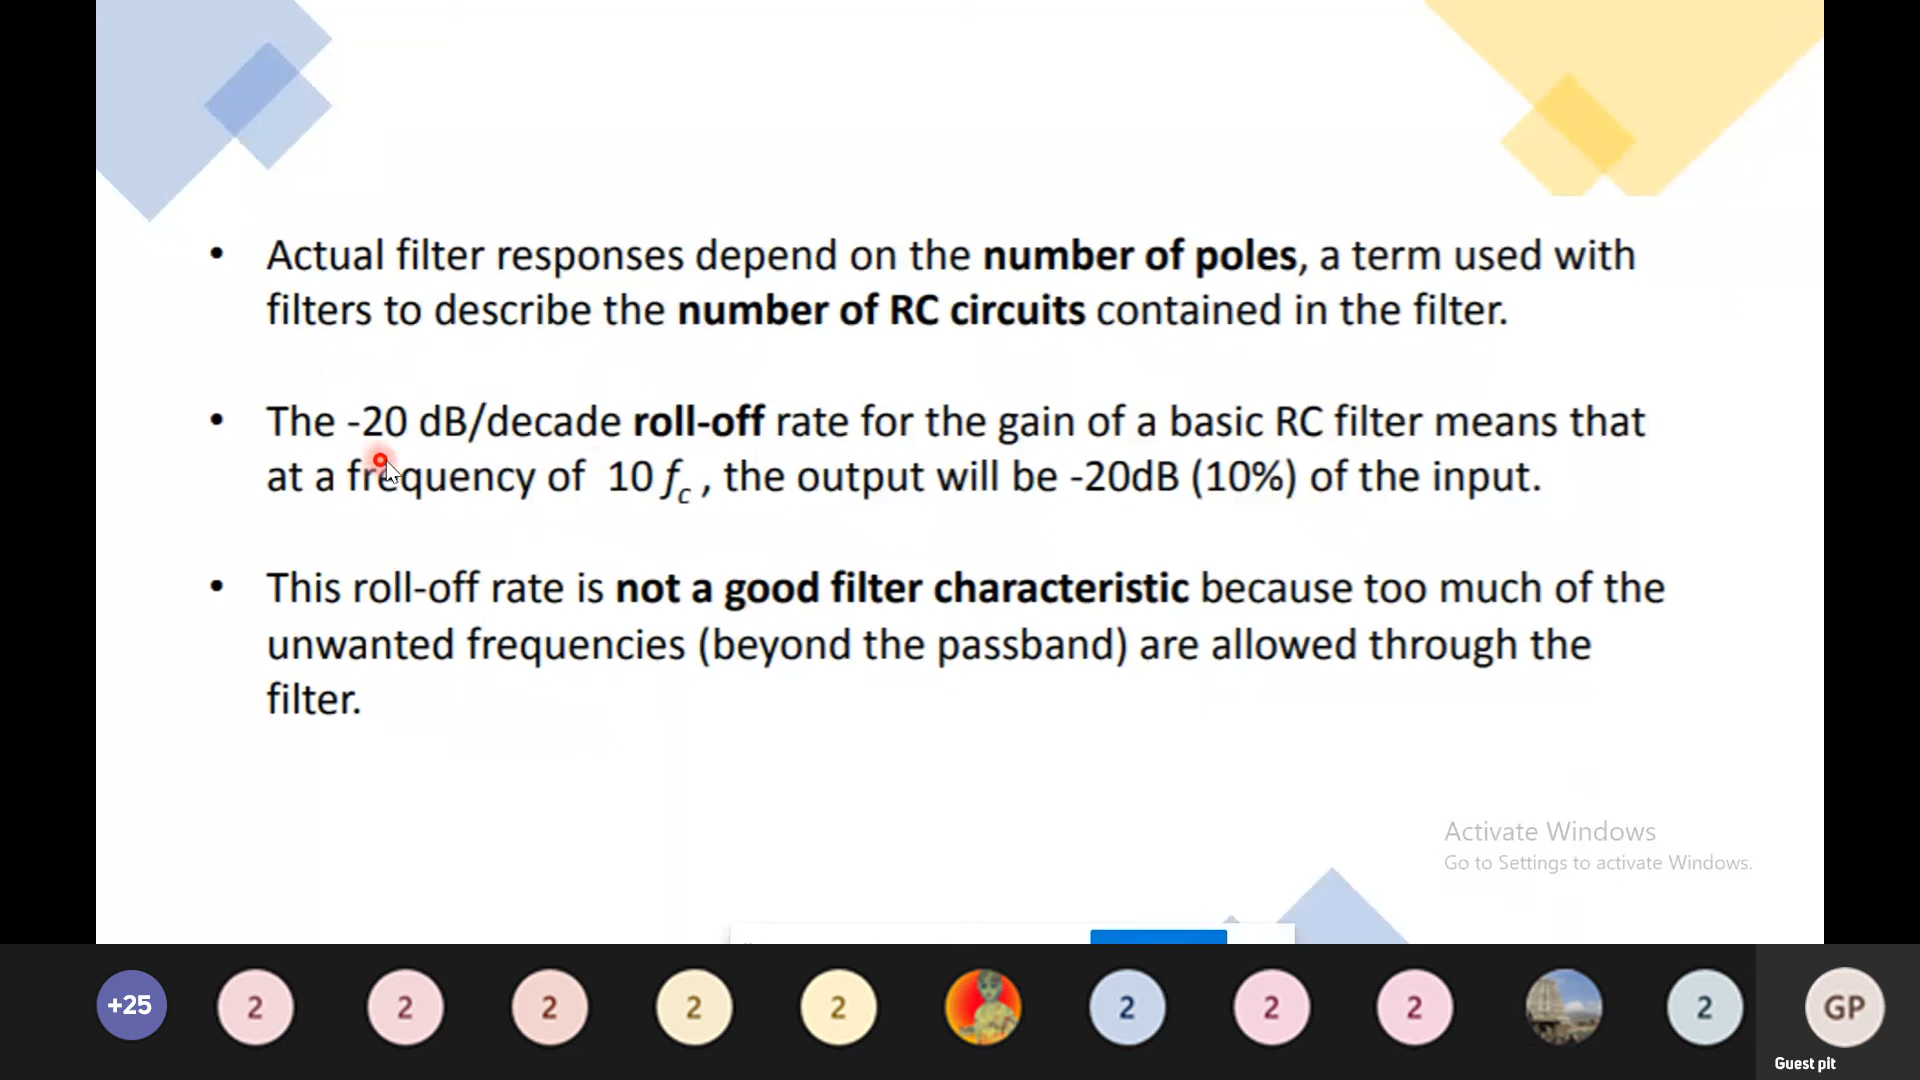 • Actual filter responses depend on the number of poles, a term used with
filters to describe the number of RC circuits contained in the filter.
• The -20 dB/decade roll-off rate for the gain of a basic RC filter means that
at a frequency of 10 fc , the output will be -20dB (10%) of the input.
• This roll-off rate is not a good filter characteristic because too much of the
unwanted frequencies (beyond the passband) are allowed through the
filter.
Activate Windows
Go to Settings to activate Windows.
+25 2 2 2 2 2 2 2 2 2 GP
Guest pit